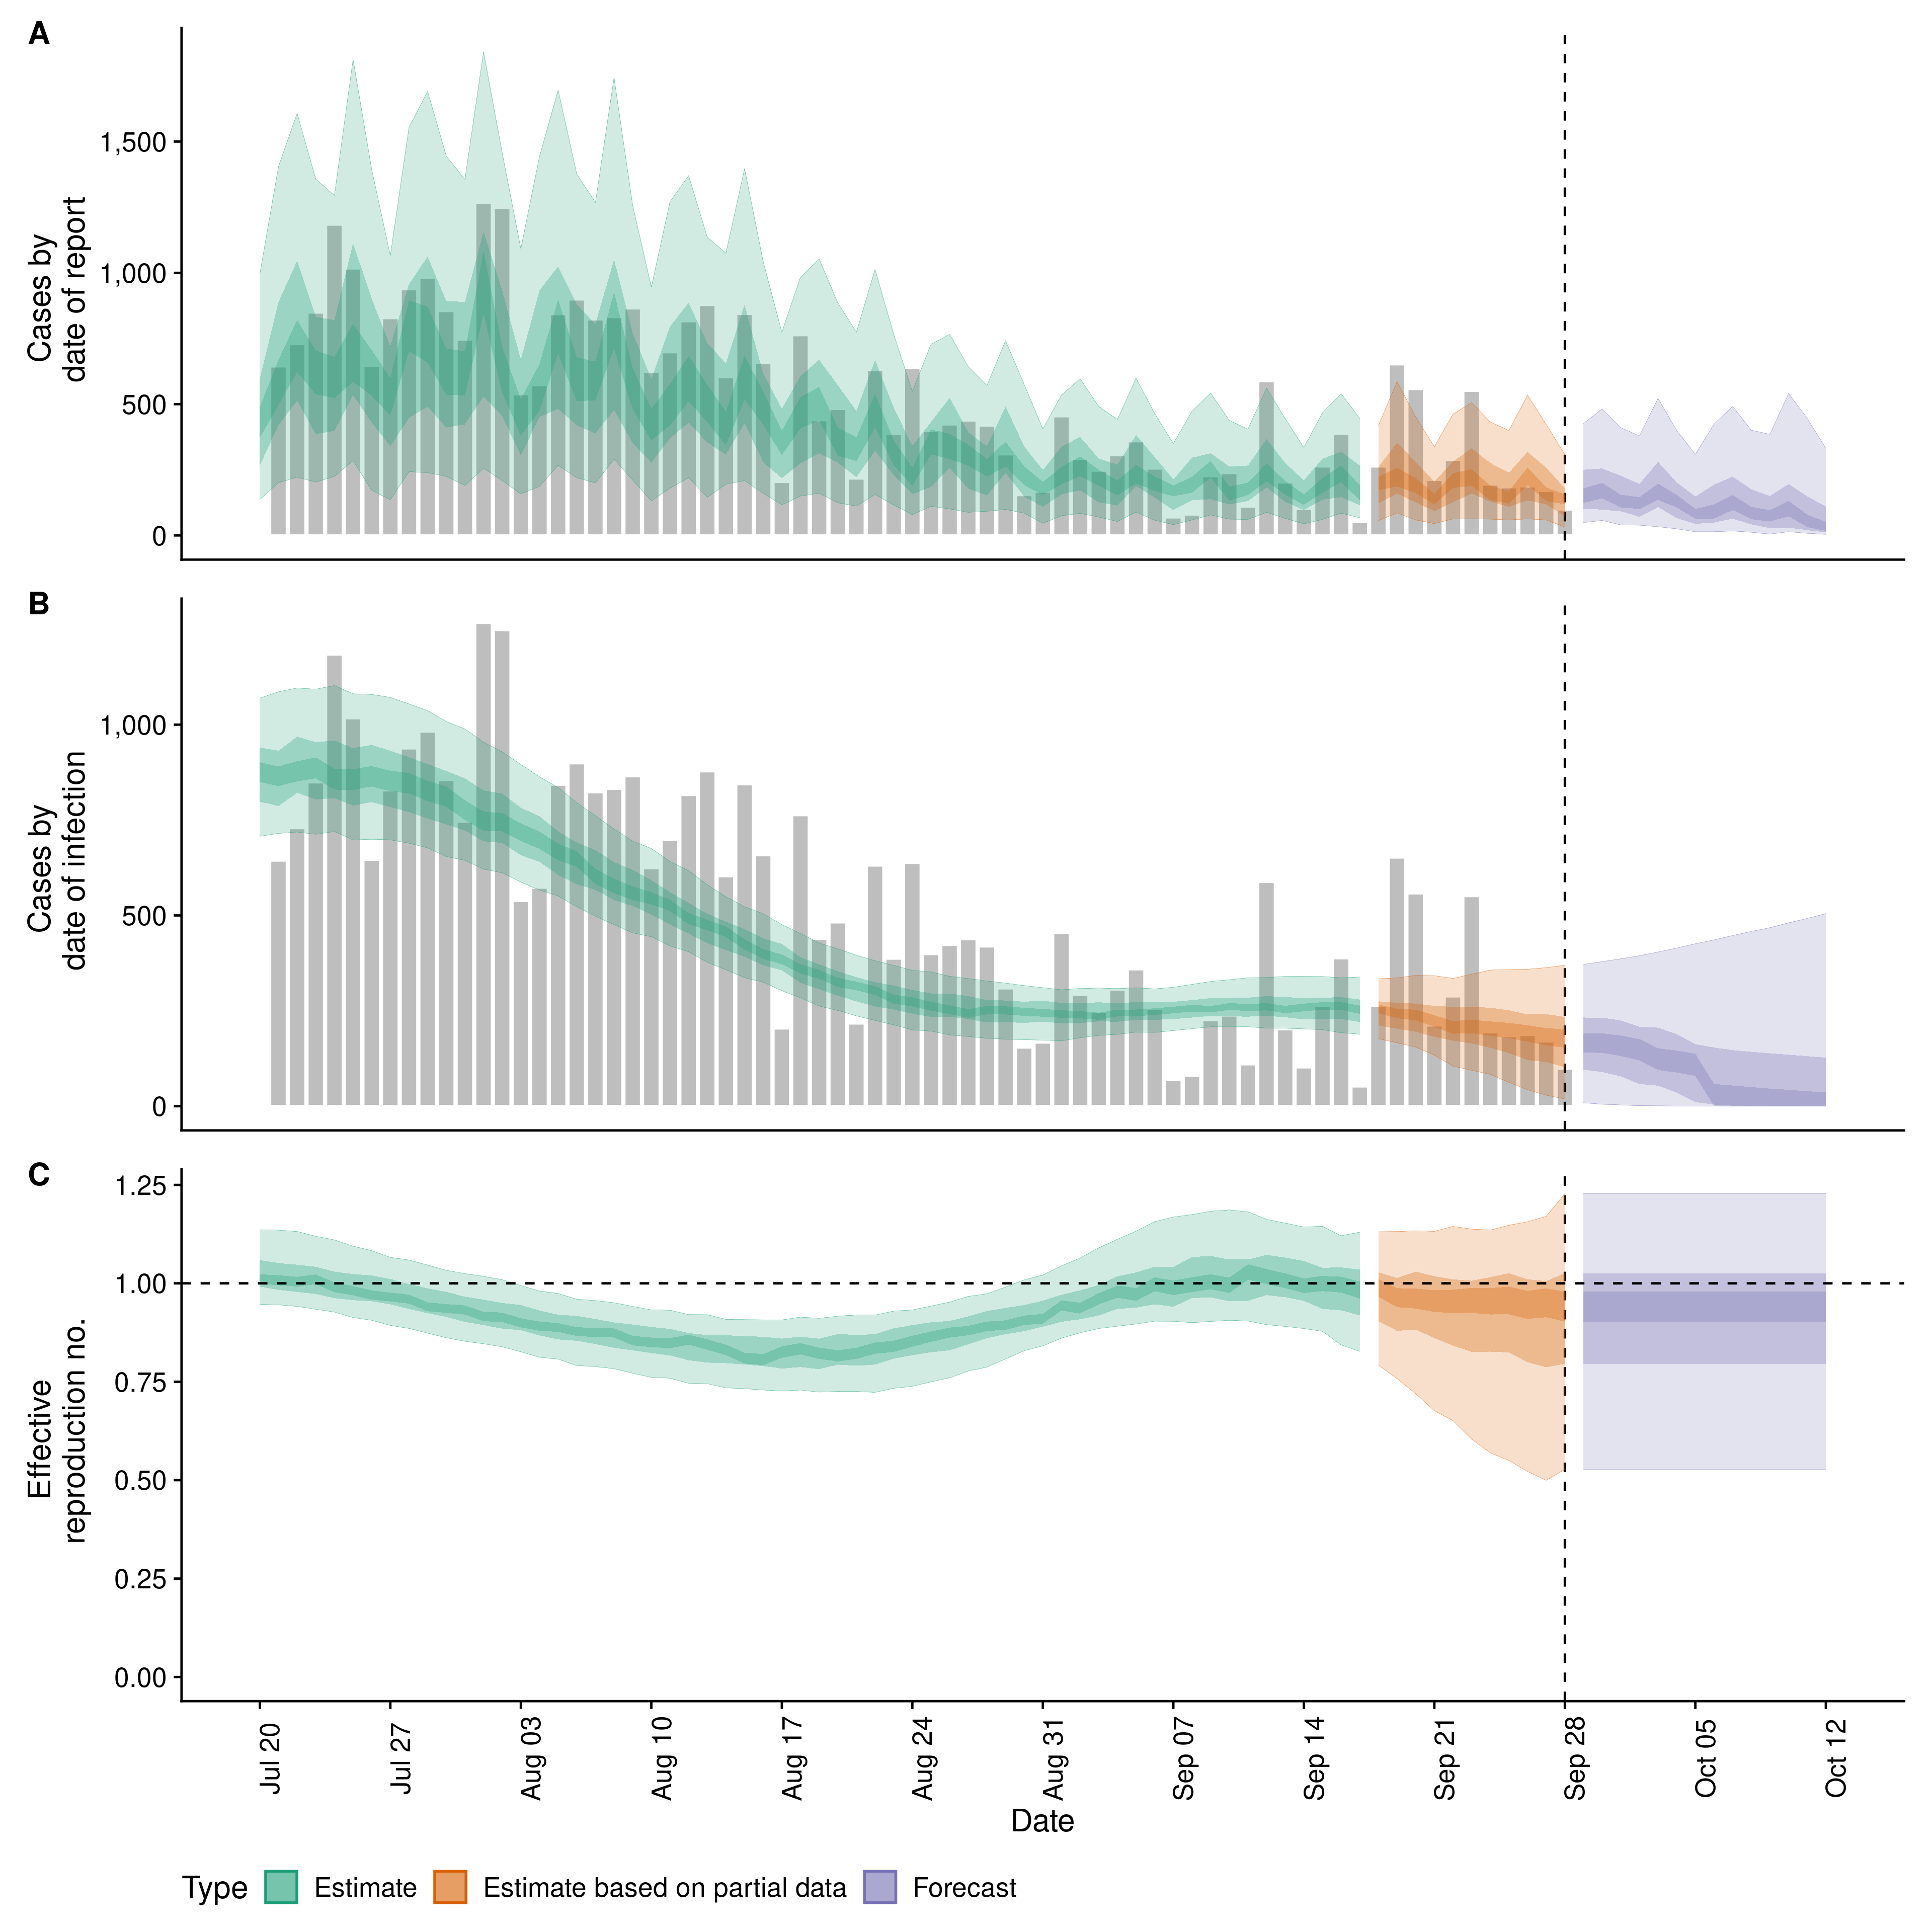 A
Cases by
date of report
1,500
1,000
500
0
B
Cases by
date of infection
1,000
500
0
C
Effective
reproduction no.
1.25
1.00
0.75
0.50
0.25
0.00
Jul 20
Jul 27
Aug 03
Aug 10
Aug 17
Aug 24
Aug 31
Sep 07
Sep 14
Sep 21
Sep 28
Oct 05
Oct 12
Date
Type Estimate Estimate based on partial data Forecast